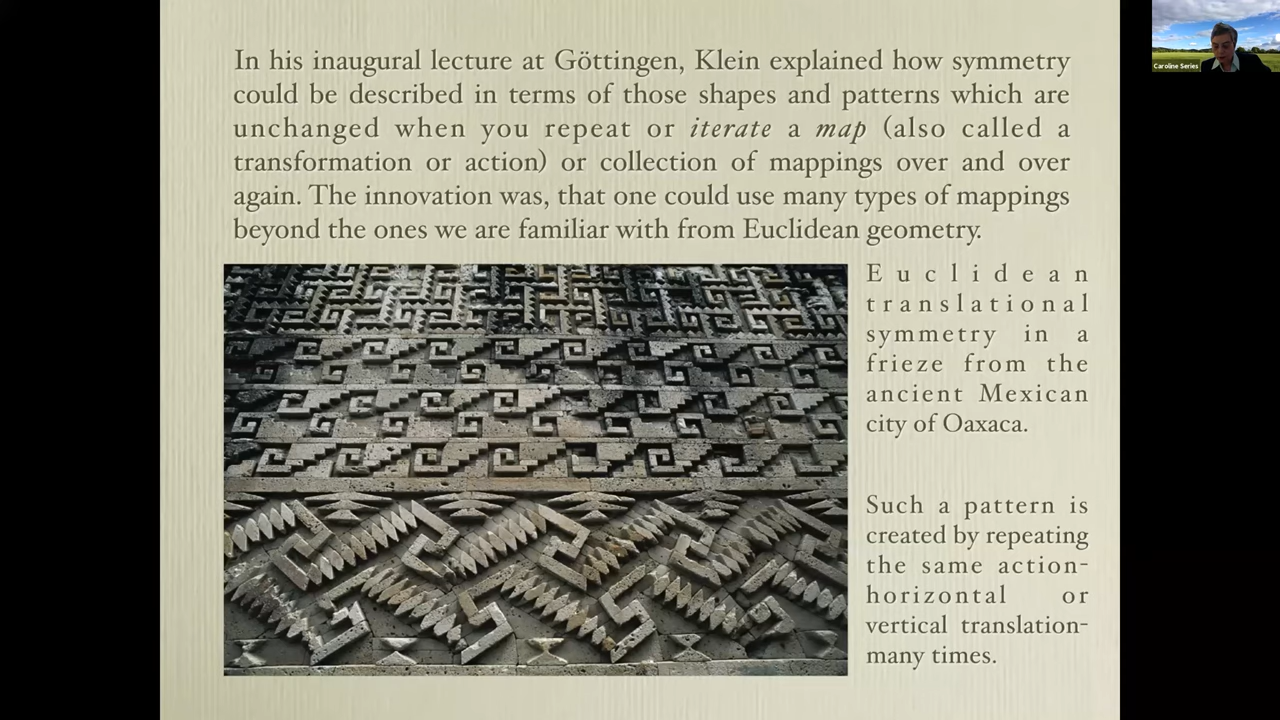 In his inaugural lecture at Göttingen, Klein explained how symmetry
could be described in terms of those shapes and patterns which are
unchanged when you repeat or iterate a map (also called a
transformation or action) or collection of mappings over and over
again. The innovation was, that one could use many types of mappings
beyond the ones we are familiar with from Euclidean geometry.
Euclidean
translational
symmetry in a
frieze from the
ancient Mexican
city of Oaxaca.
Such a pattern is
created by repeating
the same action-
horizontal or
vertical translation-
many times.
Caroline Series